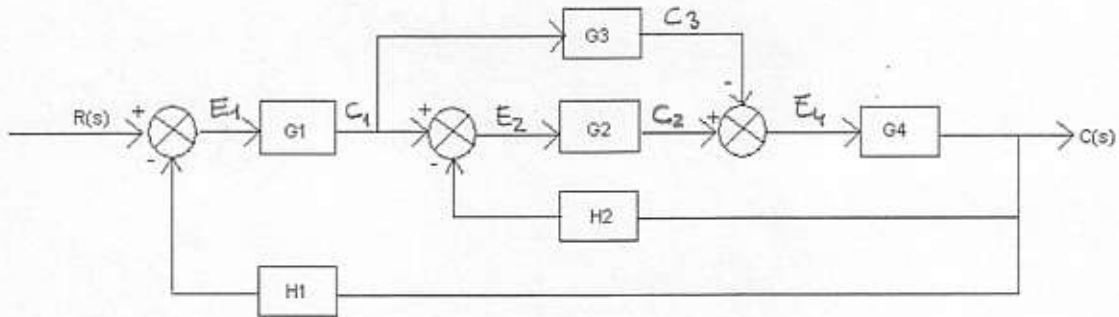 G3
C3
-
R(s)
+
E1
G1
C1
+
E2
G2
C2
+
E4
G4
C(s)
-
-
H2
H1